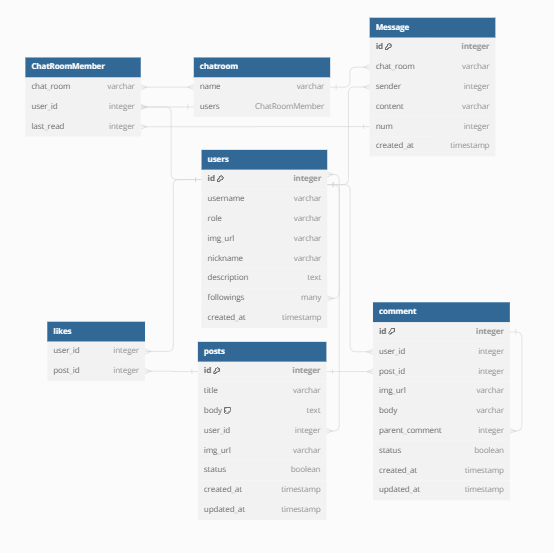 ChatRoomMember
chat_room varchar
user_id integer
last_read integer
chatroom
name varchar
users ChatRoomMember
Message
id integer
chat_room varchar
sender integer
content varchar
num integer
created_at timestamp
users
id integer
username varchar
role varchar
img_url varchar
nickname varchar
description text
followings many
created_at timestamp
likes
user_id integer
post_id integer
posts
id integer
title varchar
body text
user_id integer
img_url varchar
status boolean
created_at timestamp
updated_at timestamp
comment
id integer
user_id integer
post_id integer
img_url varchar
body varchar
parent_comment integer
status boolean
created_at timestamp
updated_at timestamp